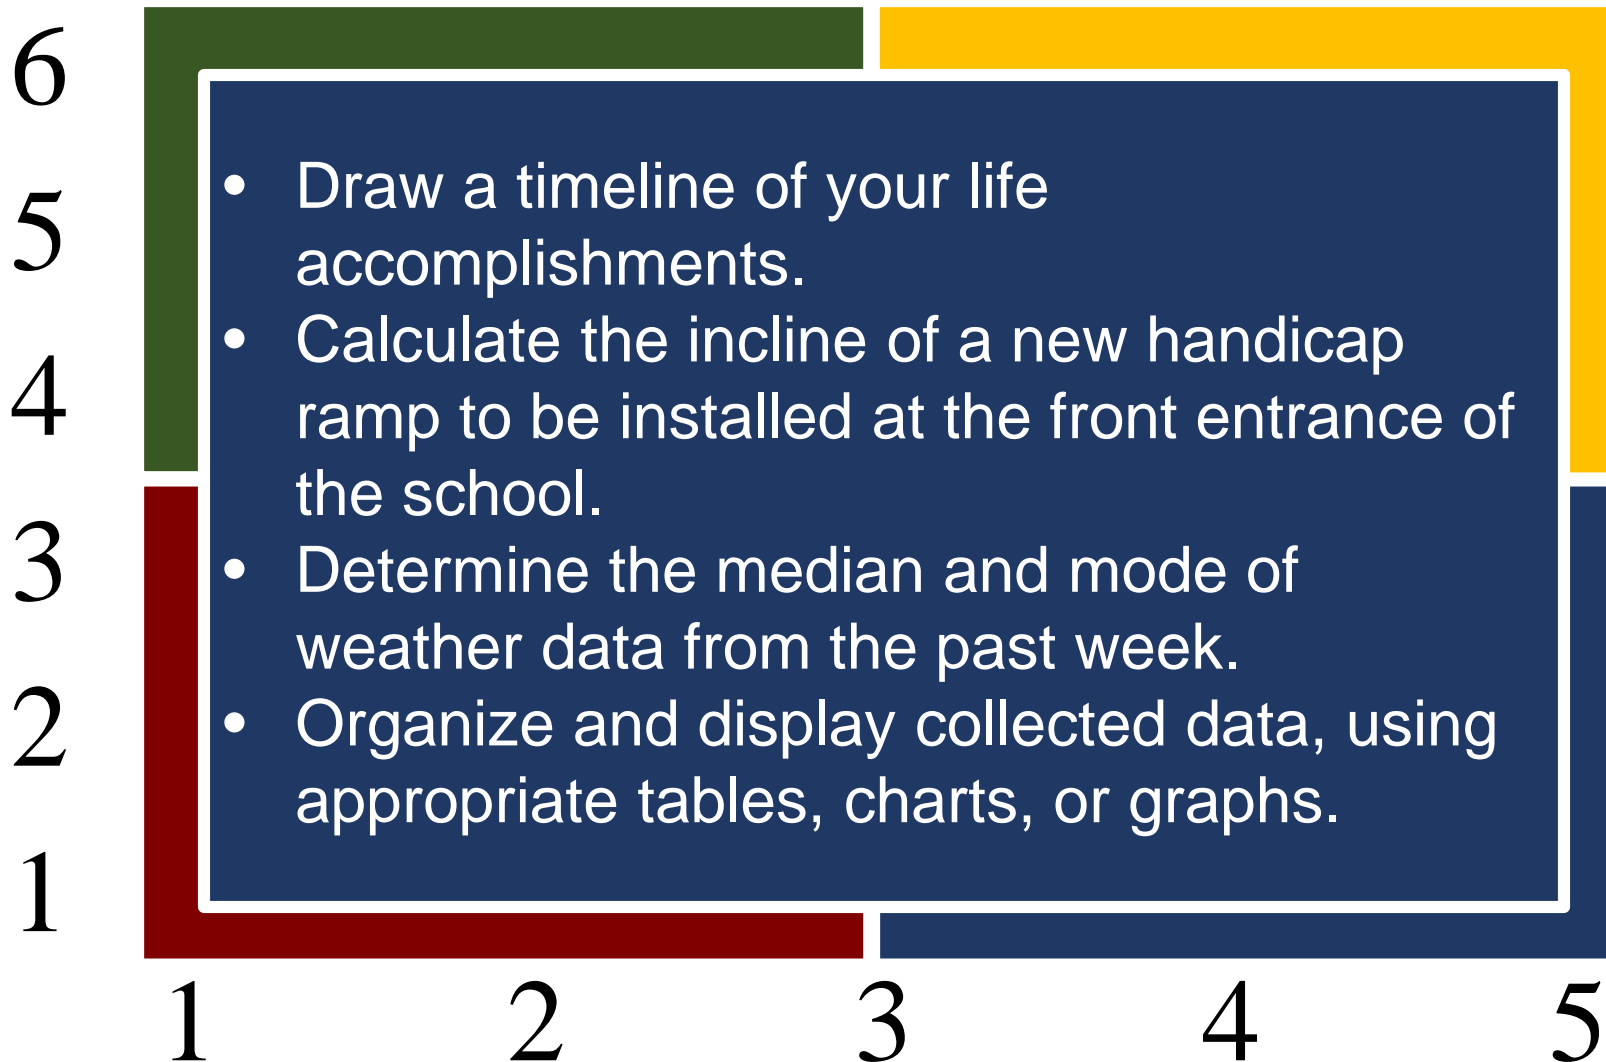 6
5
4
3
2
1
• Draw a timeline of your life
accomplishments.
• Calculate the incline of a new handicap
ramp to be installed at the front entrance of
the school.
• Determine the median and mode of
weather data from the past week.
• Organize and display collected data, using
appropriate tables, charts, or graphs.
1 2 3 4 5